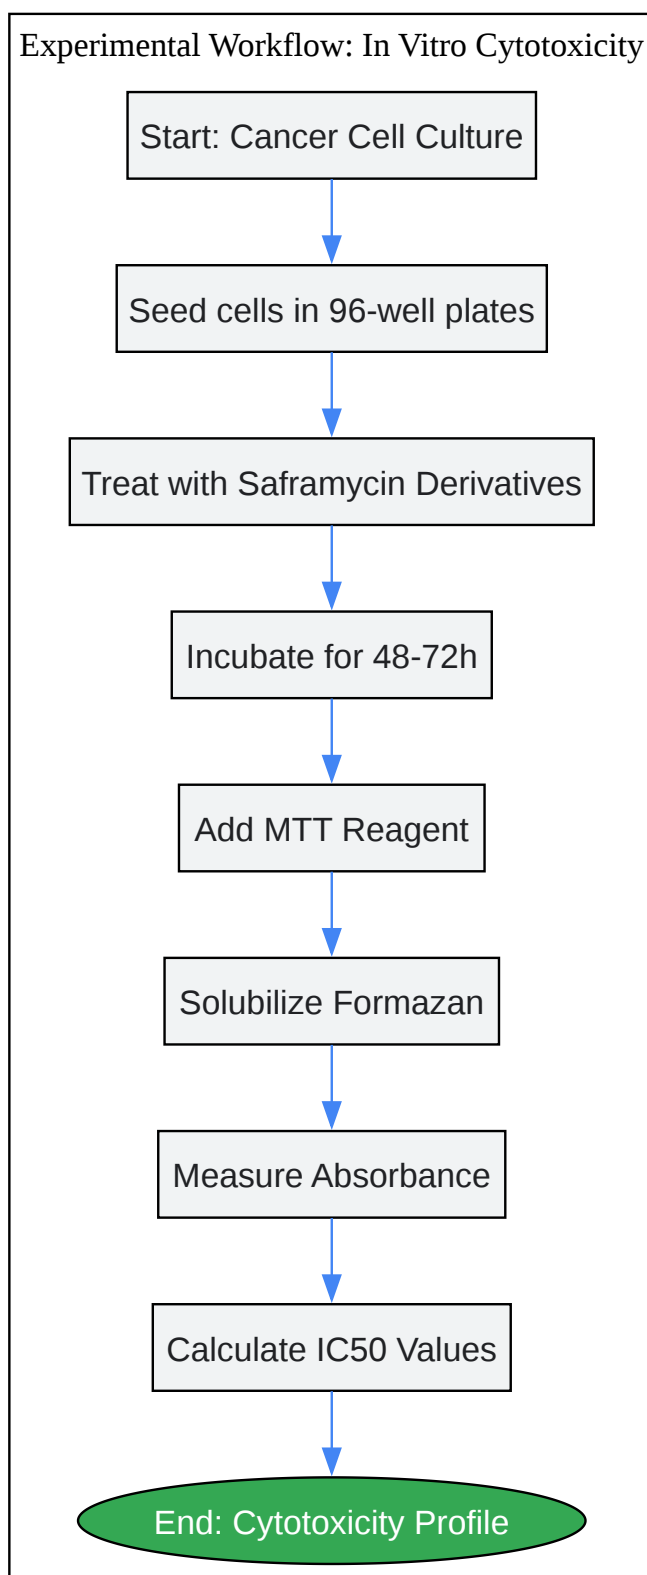 Experimental Workflow: In Vitro Cytotoxicity
Start: Cancer Cell Culture
Seed cells in 96-well plates
Treat with Saframycin Derivatives
Incubate for 48-72h
Add MTT Reagent
Solubilize Formazan
Measure Absorbance
Calculate IC50 Values
End: Cytotoxicity Profile